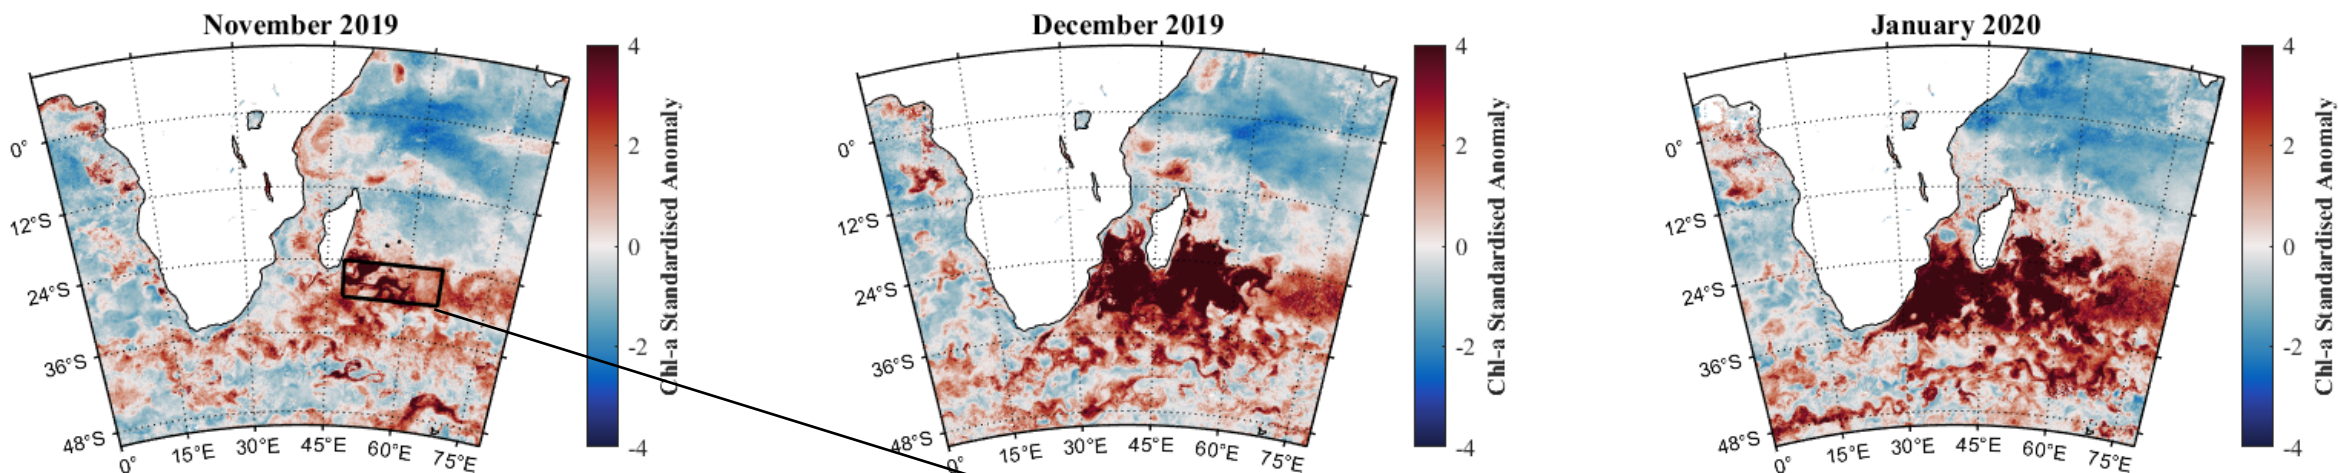 November 2019
4
2
0
-2
-4
Chl-a Standardised Anomaly
0°
12°S
24°S
36°S
48°S
0°
15°E
30°E
45°E
60°E
75°E
December 2019
4
2
0
-2
-4
Chl-a Standardised Anomaly
0°
12°S
24°S
36°S
48°S
0°
15°E
30°E
45°E
60°E
75°E
January 2020
4
2
0
-2
-4
Chl-a Standardised Anomaly
0°
12°S
24°S
36°S
48°S
0°
15°E
30°E
45°E
60°E
75°E